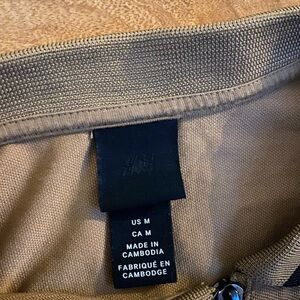 H&M
US M
CA M
MADE IN
CAMBODIA
FABRIQUÉ EN
CAMBODGE